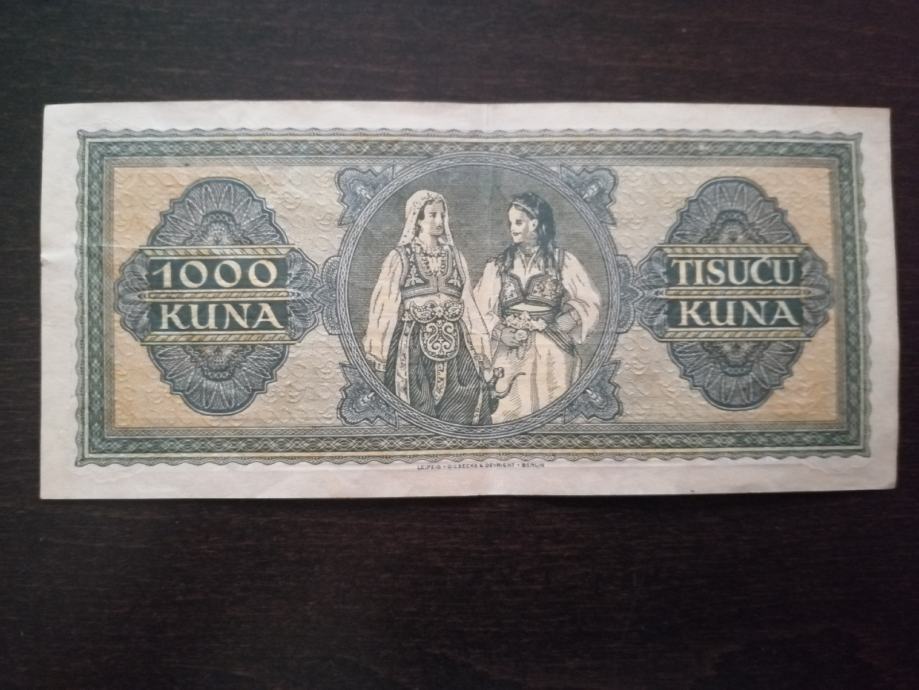 1000
KUNA
TISUĆU
KUNA
LEIPZIG • GIESECKE & DEVRIENT • BERLIN